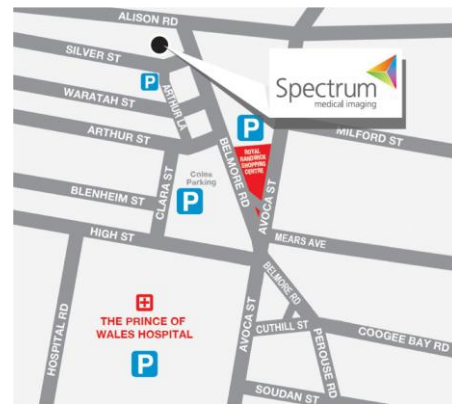 ALISON RD
SILVER ST
Spectrum
medical imaging
P
WARATAH ST
ARTHUR LA
P
MILFORD ST
ARTHUR ST
BELMORE RD
ROYAL
RANDWICK
SHOPPING
CENTRE
Coles
Parking
CLARA ST
P
AVOCA ST
BLENHEIM ST
HIGH ST
MEARS AVE
BELMORE RD
HOSPITAL RD
THE PRINCE OF
WALES HOSPITAL
P
AVOCA ST
CUTHILL ST
PEROUSE RD
COOGEE BAY RD
SOUDAN ST